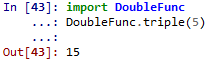 In [43]: import DoubleFunc
...: DoubleFunc.triple(5)
...:
Out[43]: 15